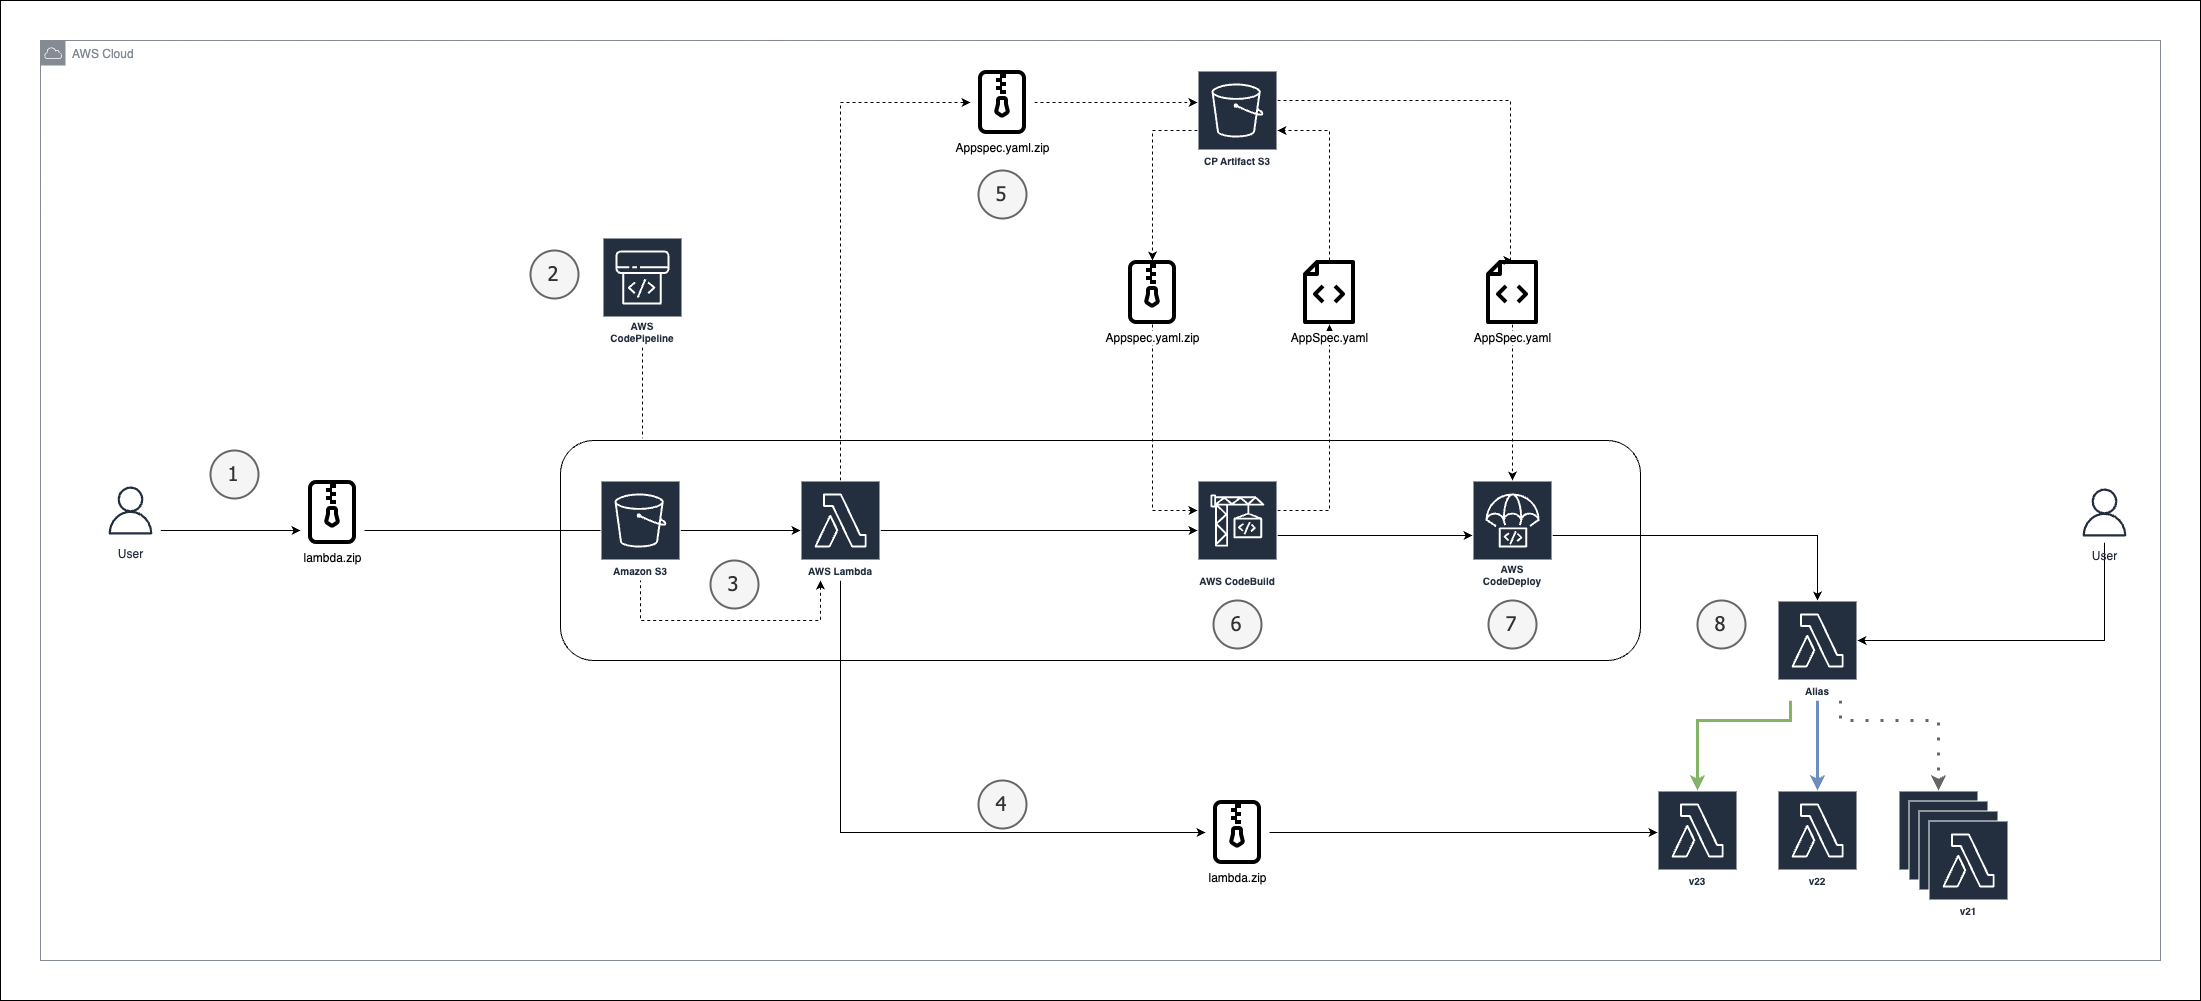 AWS Cloud
Appspec.yaml.zip
CP Artifact S3
5
2
AWS
CodePipeline
Appspec.yaml.zip
AppSpec.yaml
AppSpec.yaml
1
User
lambda.zip
Amazon S3
3
AWS Lambda
AWS CodeBuild
6
AWS
CodeDeploy
7
8
User
Alias
4
lambda.zip
v23
v22
v21